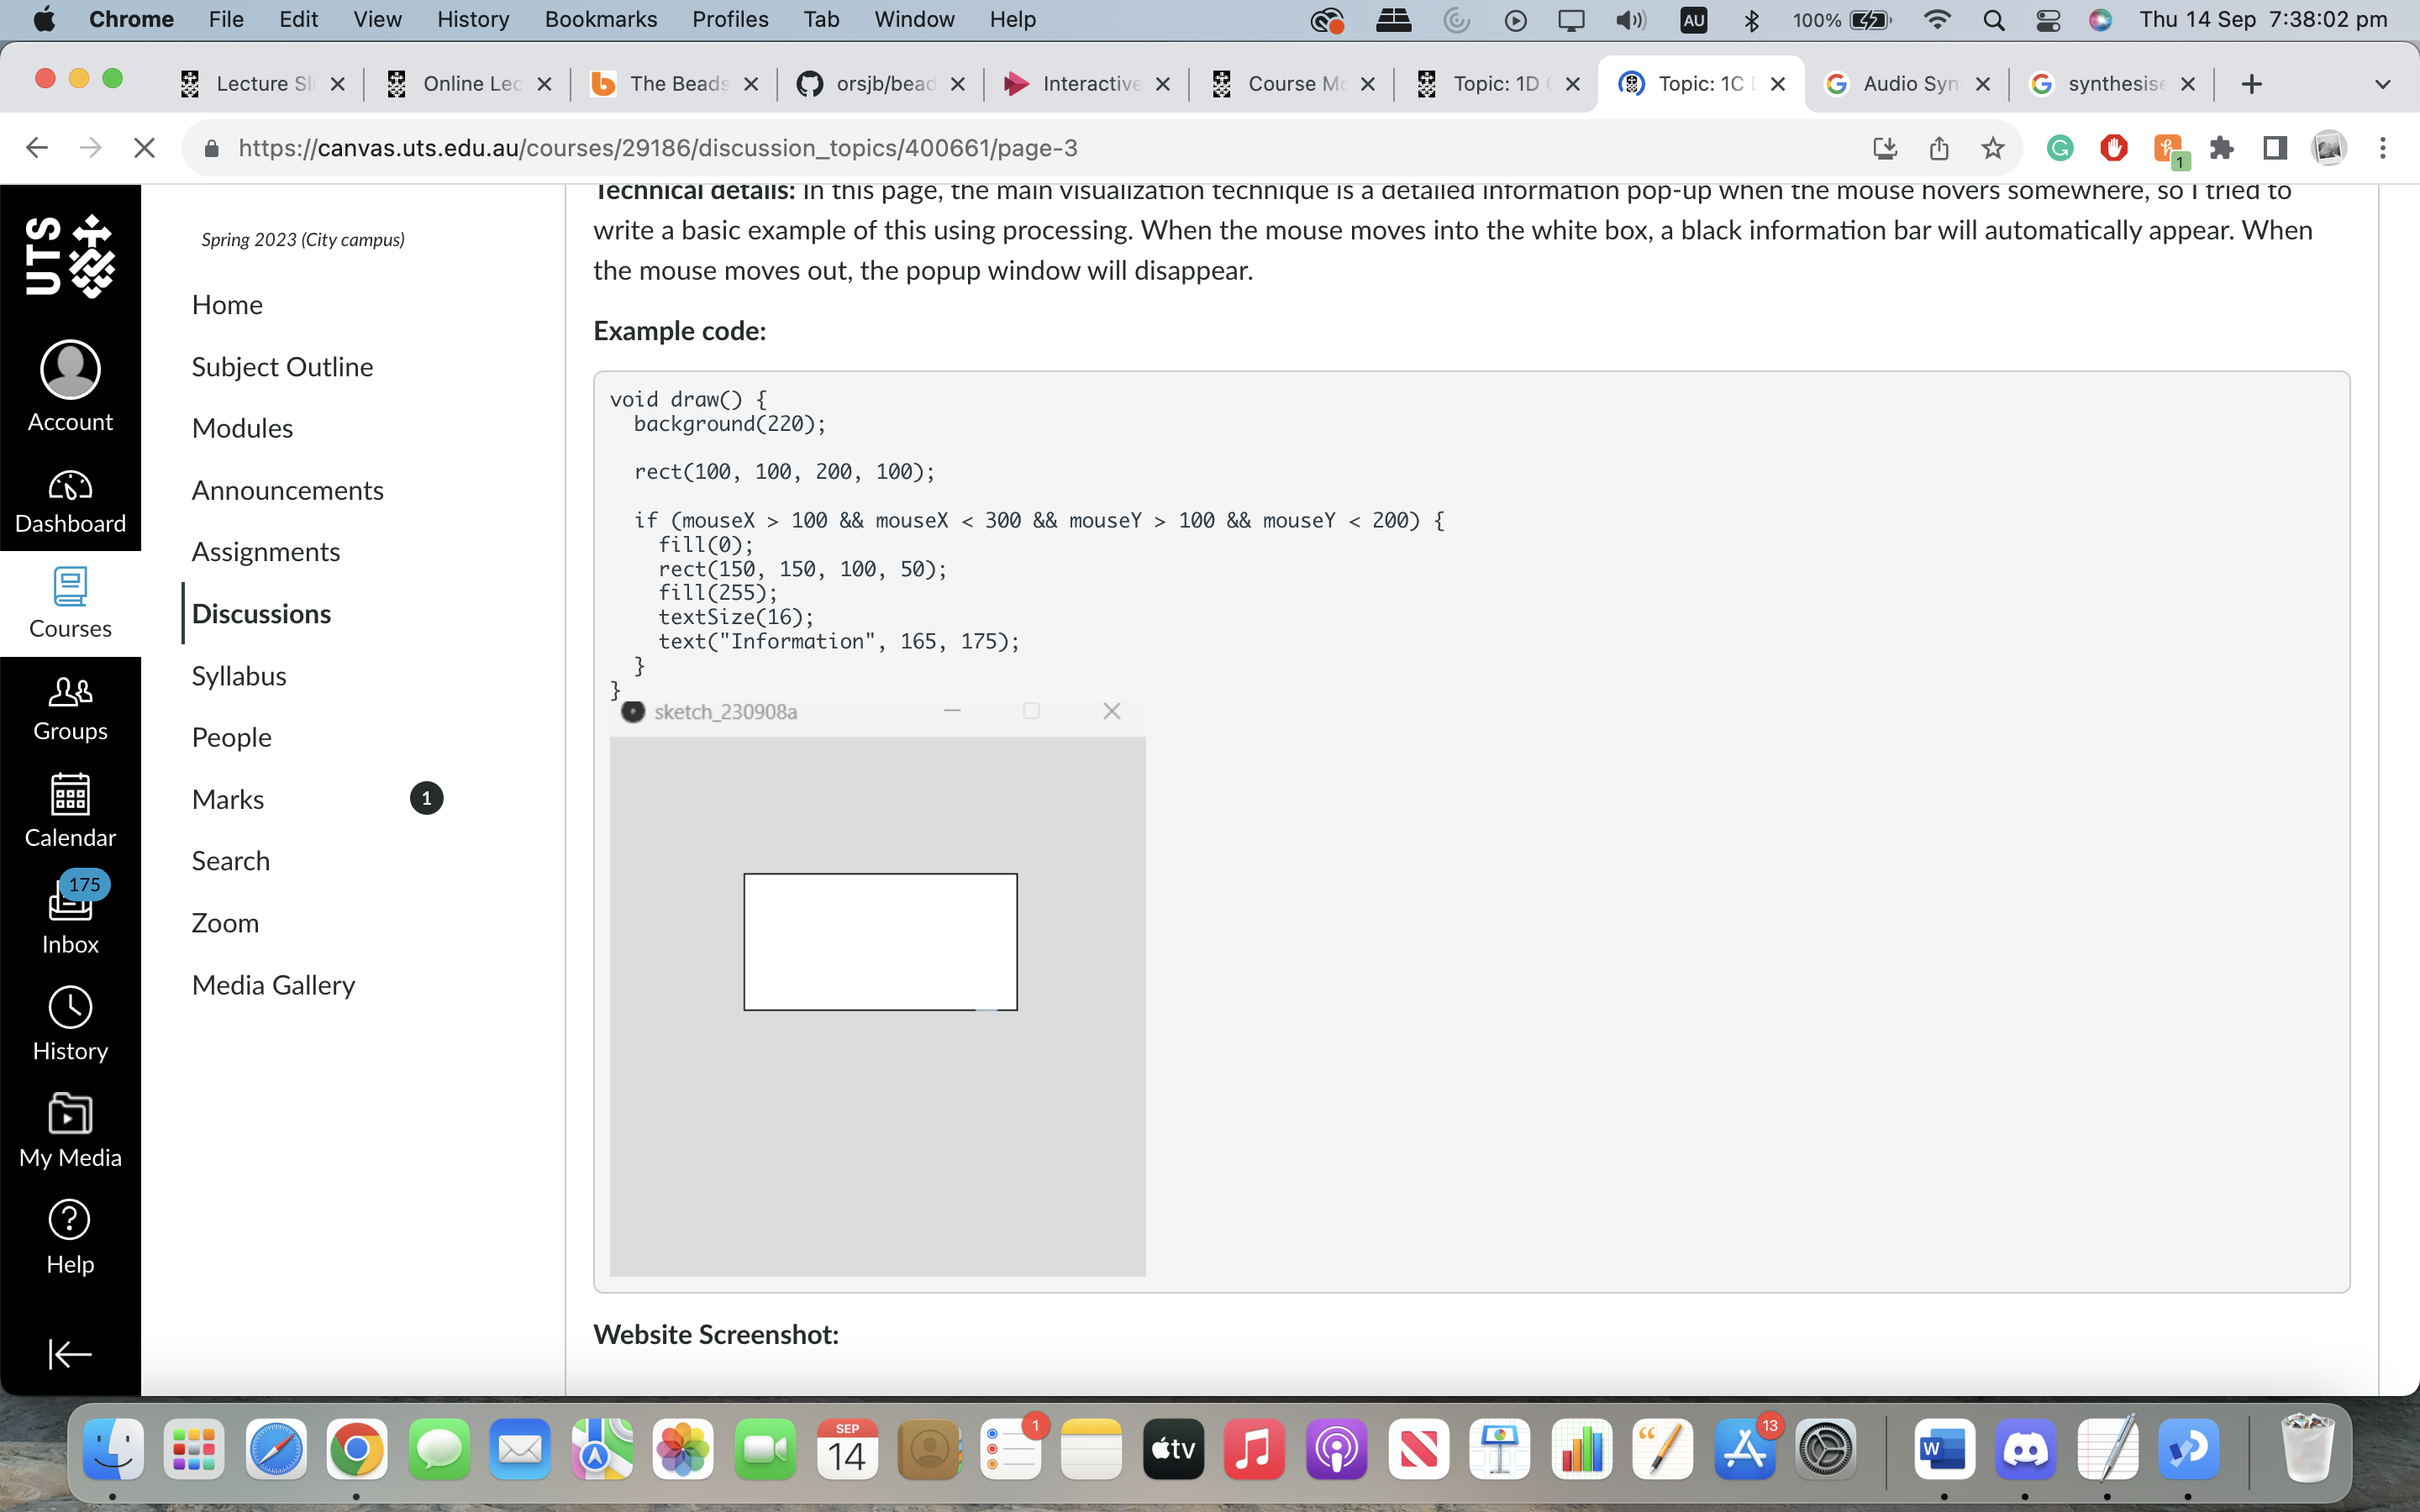 Chrome File Edit View History Bookmarks Profiles Tab Window Help AU 100% Thu 14 Sep 7:38:02 pm
Lecture Sli Online Lec The Beads orsjb/bead Interactive Course Mo Topic: 1D Topic: 1C Audio Syn synthesise
https://canvas.uts.edu.au/courses/29186/discussion_topics/400661/page-3
1
UTS
Account
Dashboard
Courses
Groups
Calendar
175
Inbox
History
My Media
Help
Spring 2023 (City campus)
Home
Subject Outline
Modules
Announcements
Assignments
Discussions
Syllabus
People
Marks 1
Search
Zoom
Media Gallery
Technical details: In this page, the main visualization technique is a detailed information pop-up when the mouse hovers somewhere, so I tried to
write a basic example of this using processing. When the mouse moves into the white box, a black information bar will automatically appear. When
the mouse moves out, the popup window will disappear.
Example code:
void draw() {
background(220);
rect(100, 100, 200, 100);
if (mouseX > 100 && mouseX < 300 && mouseY > 100 && mouseY < 200) {
fill(0);
rect(150, 150, 100, 50);
fill(255);
textSize(16);
text("Information", 165, 175);
}
}
sketch_230908a
Website Screenshot:
SEP
14
1
tv
13
W